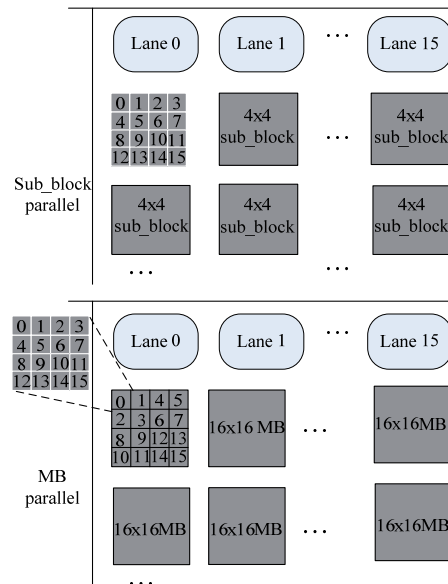 Lane 0 Lane 1 ... Lane 15
0 1 2 3
4 5 6 7
8 9 10 11
12 13 14 15
4x4
sub_block
...
4x4
sub_block
Sub_block
parallel
4x4
sub_block
4x4
sub_block
4x4
sub_block
... ...
0 1 2 3
4 5 6 7
8 9 10 11
12 13 14 15
Lane 0 Lane 1 ... Lane 15
0 1 4 5
2 3 6 7
8 9 12 13
10 11 14 15
16x16 MB ... 16x16MB
MB
parallel
16x16MB 16x16MB ... 16x16MB
...